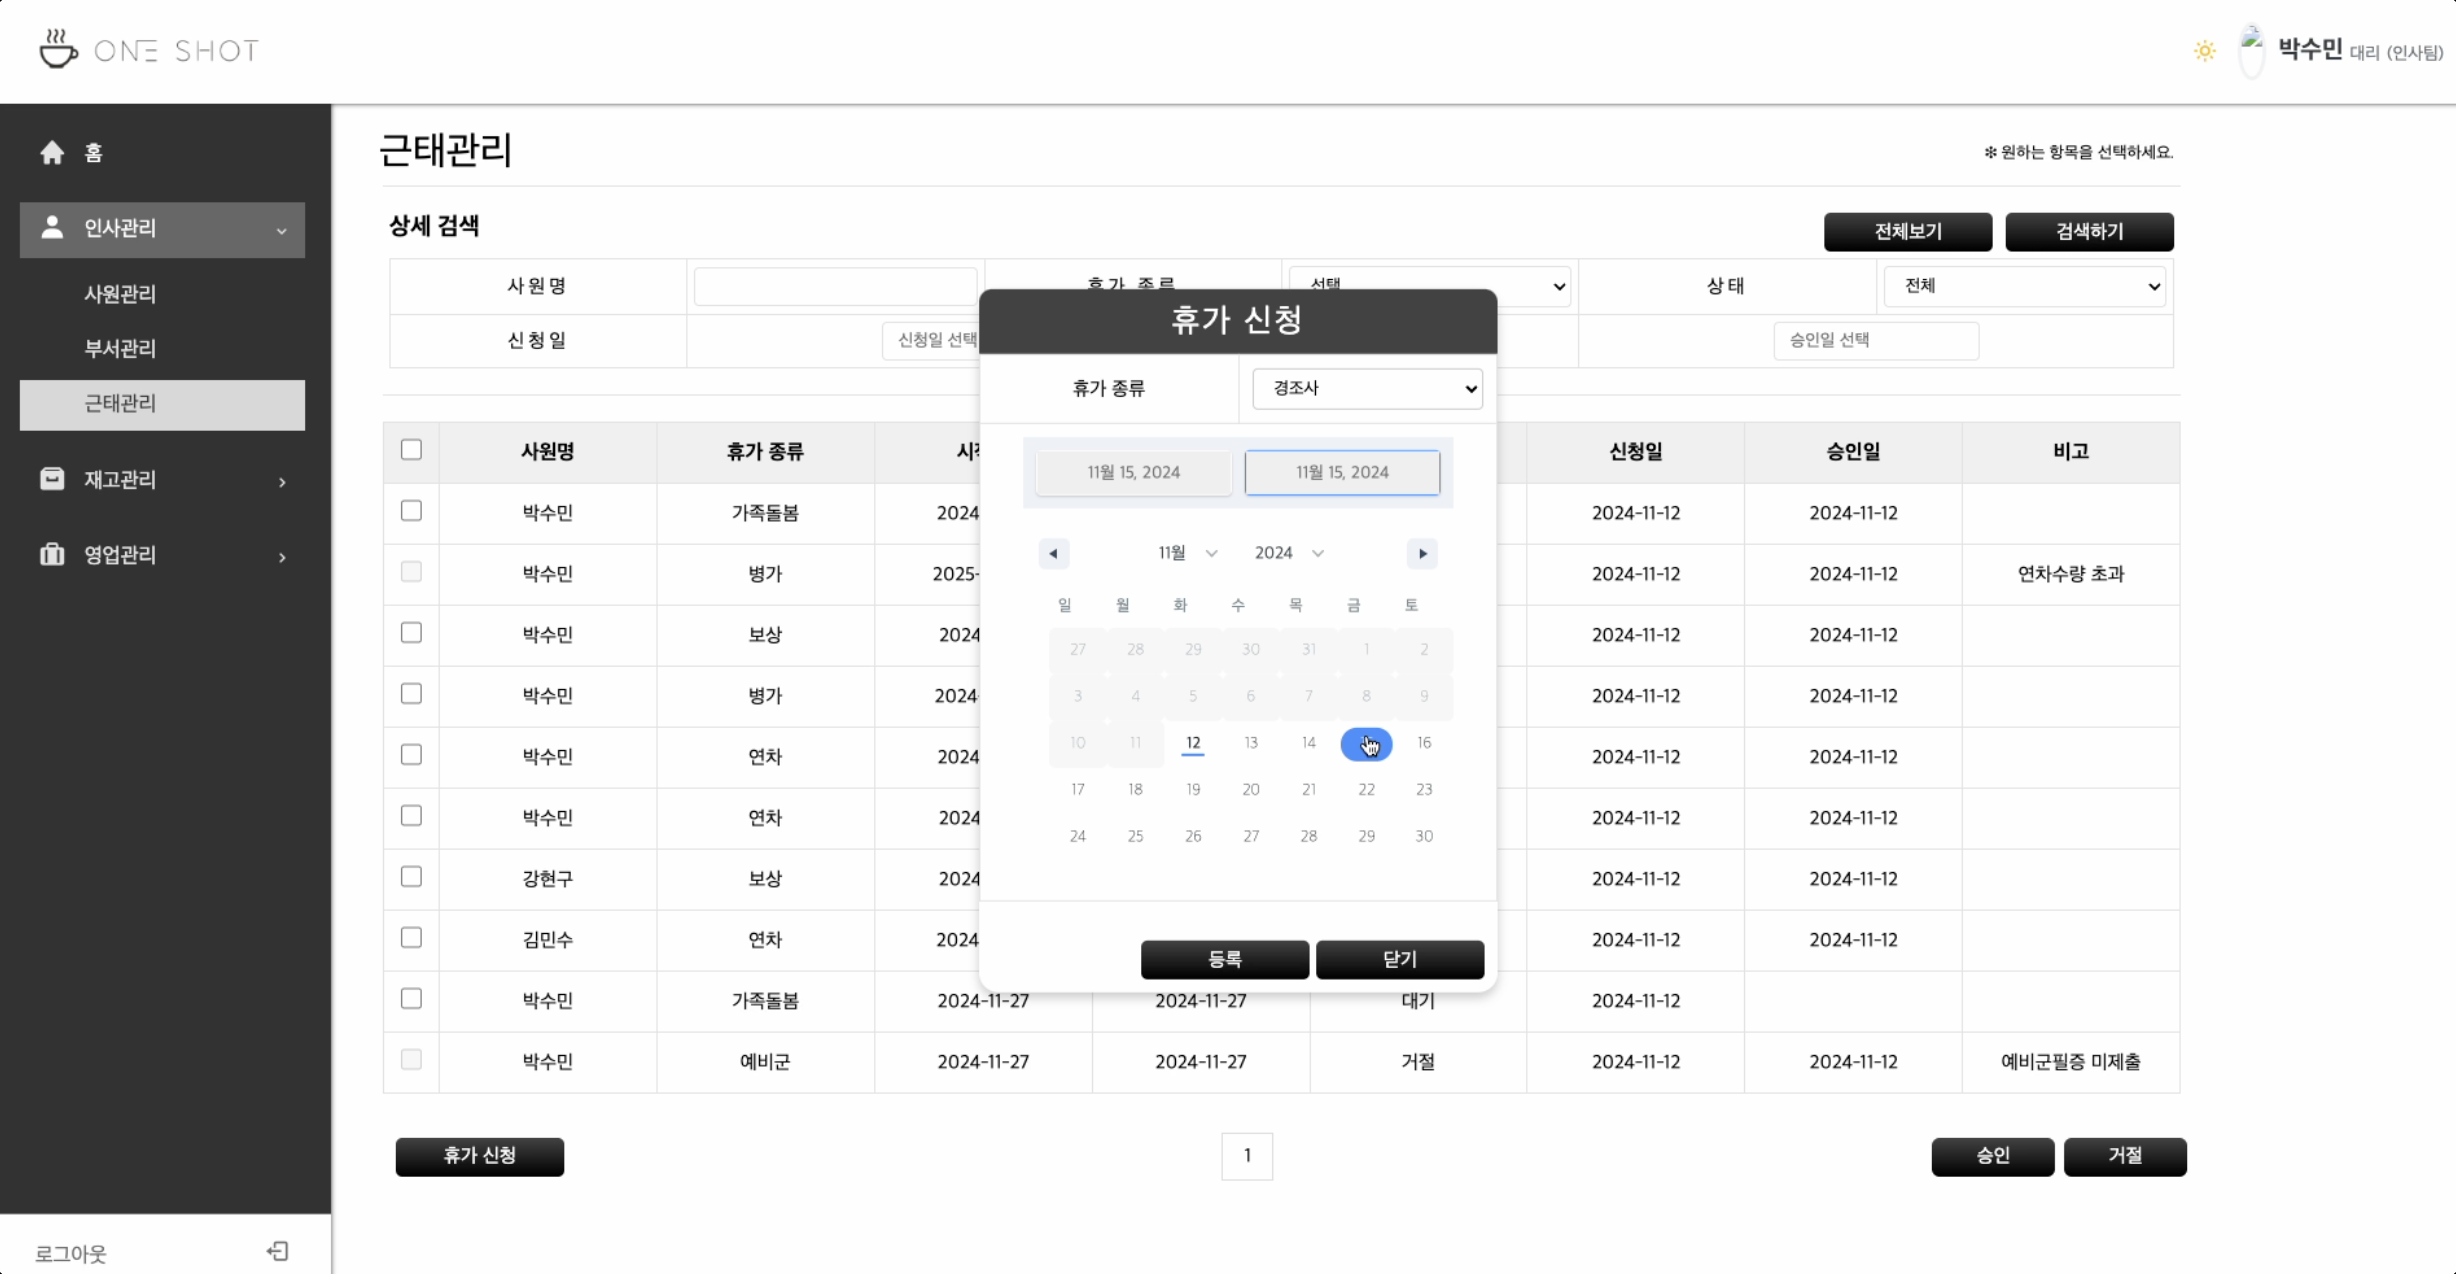 ONE SHOT
박수민 대리 (인사팀)
홈
인사관리
사원관리
부서관리
근태관리
재고관리
영업관리
로그아웃
근태관리
✻ 원하는 항목을 선택하세요.
상세 검색
전체보기 검색하기
사원명 휴가 종류 선택 상태 전체
신청일 신청일 선택 승인일 선택
사원명 휴가 종류 신청일 승인일 비고
박수민 가족돌봄 2024 2024-11-12 2024-11-12
박수민 병가 2025- 2024-11-12 2024-11-12 연차수량 초과
박수민 보상 2024 2024-11-12 2024-11-12
박수민 병가 2024 2024-11-12 2024-11-12
박수민 연차 2024 2024-11-12 2024-11-12
박수민 연차 2024 2024-11-12 2024-11-12
강현구 보상 2024 2024-11-12 2024-11-12
김민수 연차 2024 2024-11-12 2024-11-12
박수민 가족돌봄 2024-11-27 2024-11-27 대기 2024-11-12
박수민 예비군 2024-11-27 2024-11-27 거절 2024-11-12 2024-11-12 예비군필증 미제출
휴가 신청 1 승인 거절
휴가 신청
휴가 종류 경조사
11월 15, 2024 11월 15, 2024
11월 2024
일 월 화 수 목 금 토
27 28 29 30 31 1 2
3 4 5 6 7 8 9
10 11 12 13 14 16
17 18 19 20 21 22 23
24 25 26 27 28 29 30
등록 닫기